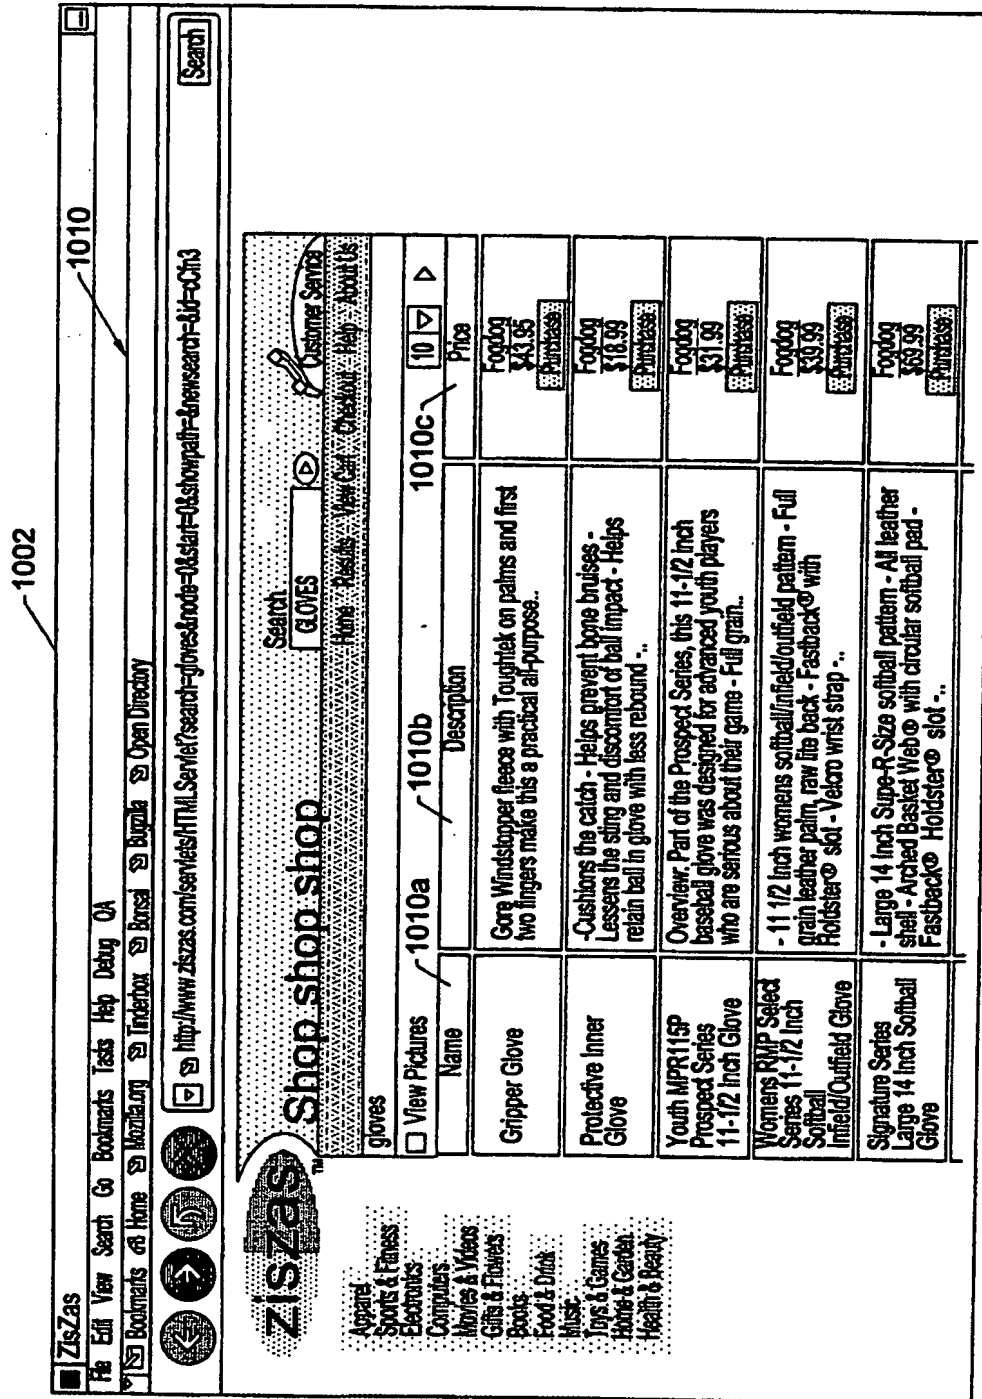 1002
1010
ZisZas
File Edit View Search Go Bookmarks Tasks Help Debug QA
Bookmarks Home Mozilla.org Tinderbox Bonsai Bugzilla Open Directory
http://www.ziszas.com/servlets/HTMLServlet?search=gloves&node=0&start=0&showpath=&newsearch=&id=cCfn3
Search
ZisZas™
Shop shop shop
Search
GLOVES
Customer Service
Home Results View Cart Checkout Help About Us
Apparel
Sports & Fitness
Electronics
Computers
Movies & Videos
Gifts & Flowers
Books
Food & Drink
Music
Toys & Games
Home & Garden
Health & Beauty
gloves
View Pictures
1010a
1010b
1010c
10
Name
Description
Price
Gripper Glove
Gore Windstopper fleece with Toughtek on palms and first
two fingers make this a practical all-purpose..
Fogdog
$43.95
Purchase
Protective Inner
Glove
-Cushions the catch - Helps prevent bone bruises -
Lessens the sting and discomfort of ball impact - Helps
retain ball in glove with less rebound -..
Fogdog
$18.99
Purchase
Youth MPR115P
Prospect Series
11-1/2 Inch Glove
Overview: Part of the Prospect Series, this 11-1/2 Inch
baseball glove was designed for advanced youth players
who are serious about their game - Full grain..
Fogdog
$31.99
Purchase
Womens RMP Select
Series 11-1/2 Inch
Softball
Infield/Outfield Glove
- 11 1/2 Inch womens softball/infield/outfield pattern - Full
grain leather palm, raw lite back - Fastback® with
Holdster® slot - Velcro wrist strap -..
Fogdog
$39.99
Purchase
Signature Series
Large 14 Inch Softball
Glove
- Large 14 Inch Supe-R-Size softball pattern - All leather
shell - Arched Basket Web® with circular softball pad -
Fastback® Holdster® slot -..
Fogdog
$69.99
Purchase